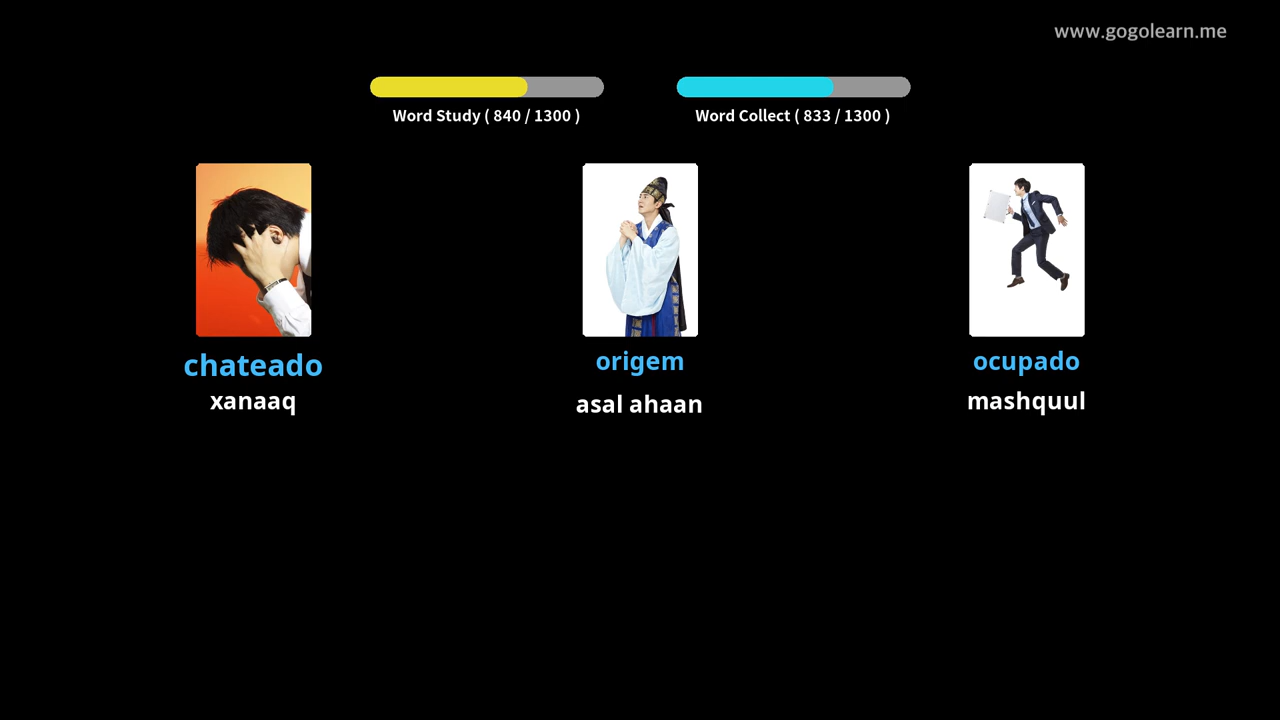 www.gogolearn.me
Word Study ( 840 / 1300 )
Word Collect ( 833 / 1300 )
chateado
xanaaq
origem
asal ahaan
ocupado
mashquul